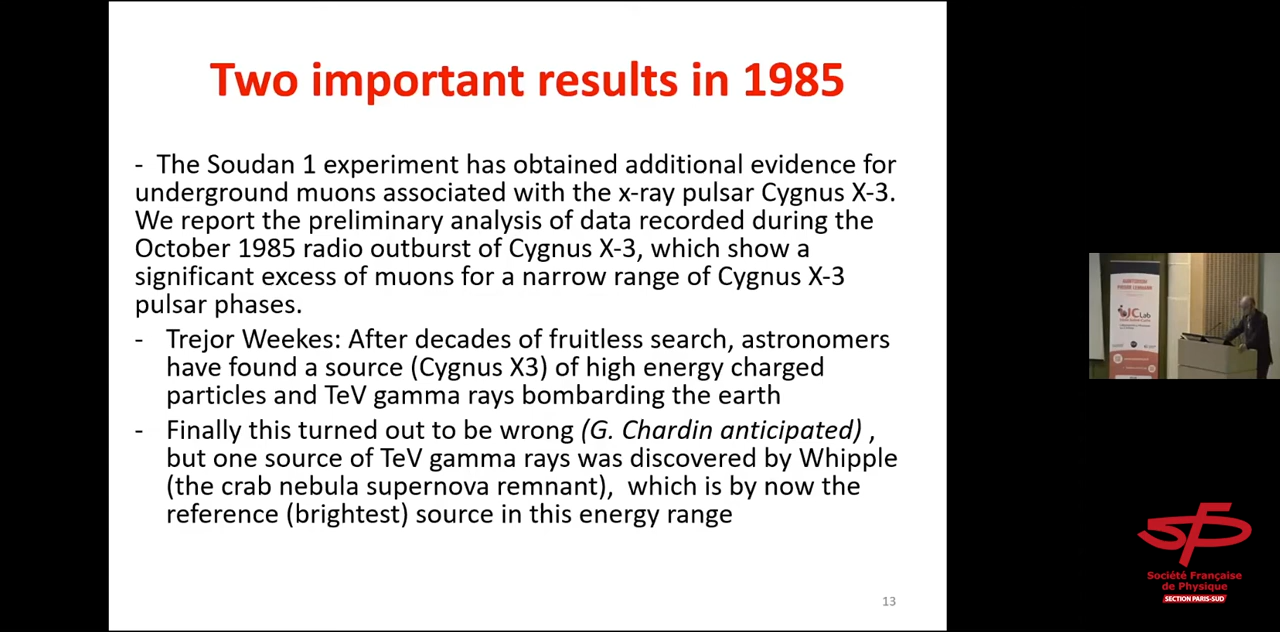 Two important results in 1985
- The Soudan 1 experiment has obtained additional evidence for
underground muons associated with the x-ray pulsar Cygnus X-3.
We report the preliminary analysis of data recorded during the
October 1985 radio outburst of Cygnus X-3, which show a
significant excess of muons for a narrow range of Cygnus X-3
pulsar phases.
- Trejor Weekes: After decades of fruitless search, astronomers
have found a source (Cygnus X3) of high energy charged
particles and TeV gamma rays bombarding the earth
- Finally this turned out to be wrong (G. Chardin anticipated) ,
but one source of TeV gamma rays was discovered by Whipple
(the crab nebula supernova remnant), which is by now the
reference (brightest) source in this energy range
13
AUDITORIUM
PIERRE LEHMANN
IJCLab
SFP
Société Française
de Physique
SECTION PARIS-SUD